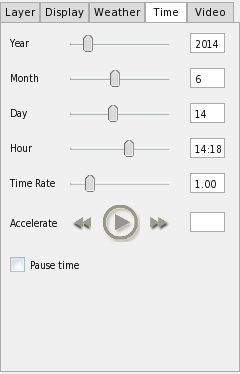 Layer Display Weather Time Video
Year 2014
Month 6
Day 14
Hour 14:18
Time Rate 1.00
Accelerate
Pause time